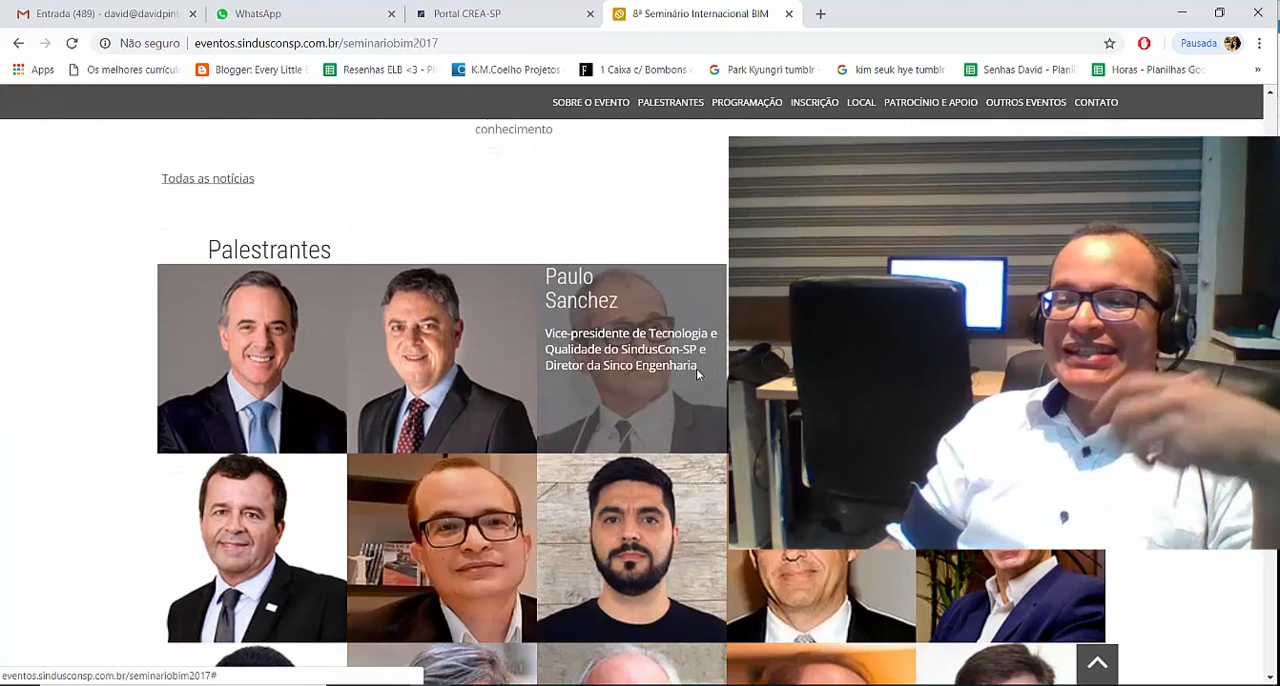 Entrada (489) - david@davidpint
WhatsApp
Portal CREA-SP
8º Seminário Internacional BIM
Não seguro
eventos.sindusconsp.com.br/seminariobim2017
Pausada
Apps
Os melhores currícul
Blogger: Every Little
Resenhas ELB <3 - Pl
K.M.Coelho Projetos
1 Caixa c/ Bombons
Park Kyungri tumblr
kim seuk hye tumblr
Senhas David - Planil
Horas - Planilhas Goo
SOBRE O EVENTO
PALESTRANTES
PROGRAMAÇÃO
INSCRIÇÃO
LOCAL
PATROCÍNIO E APOIO
OUTROS EVENTOS
CONTATO
conhecimento
Todas as notícias
Palestrantes
Paulo
Sanchez
Vice-presidente de Tecnologia e
Qualidade do SindusCon-SP e
Diretor da Sinco Engenharia
eventos.sindusconsp.com.br/seminariobim2017#